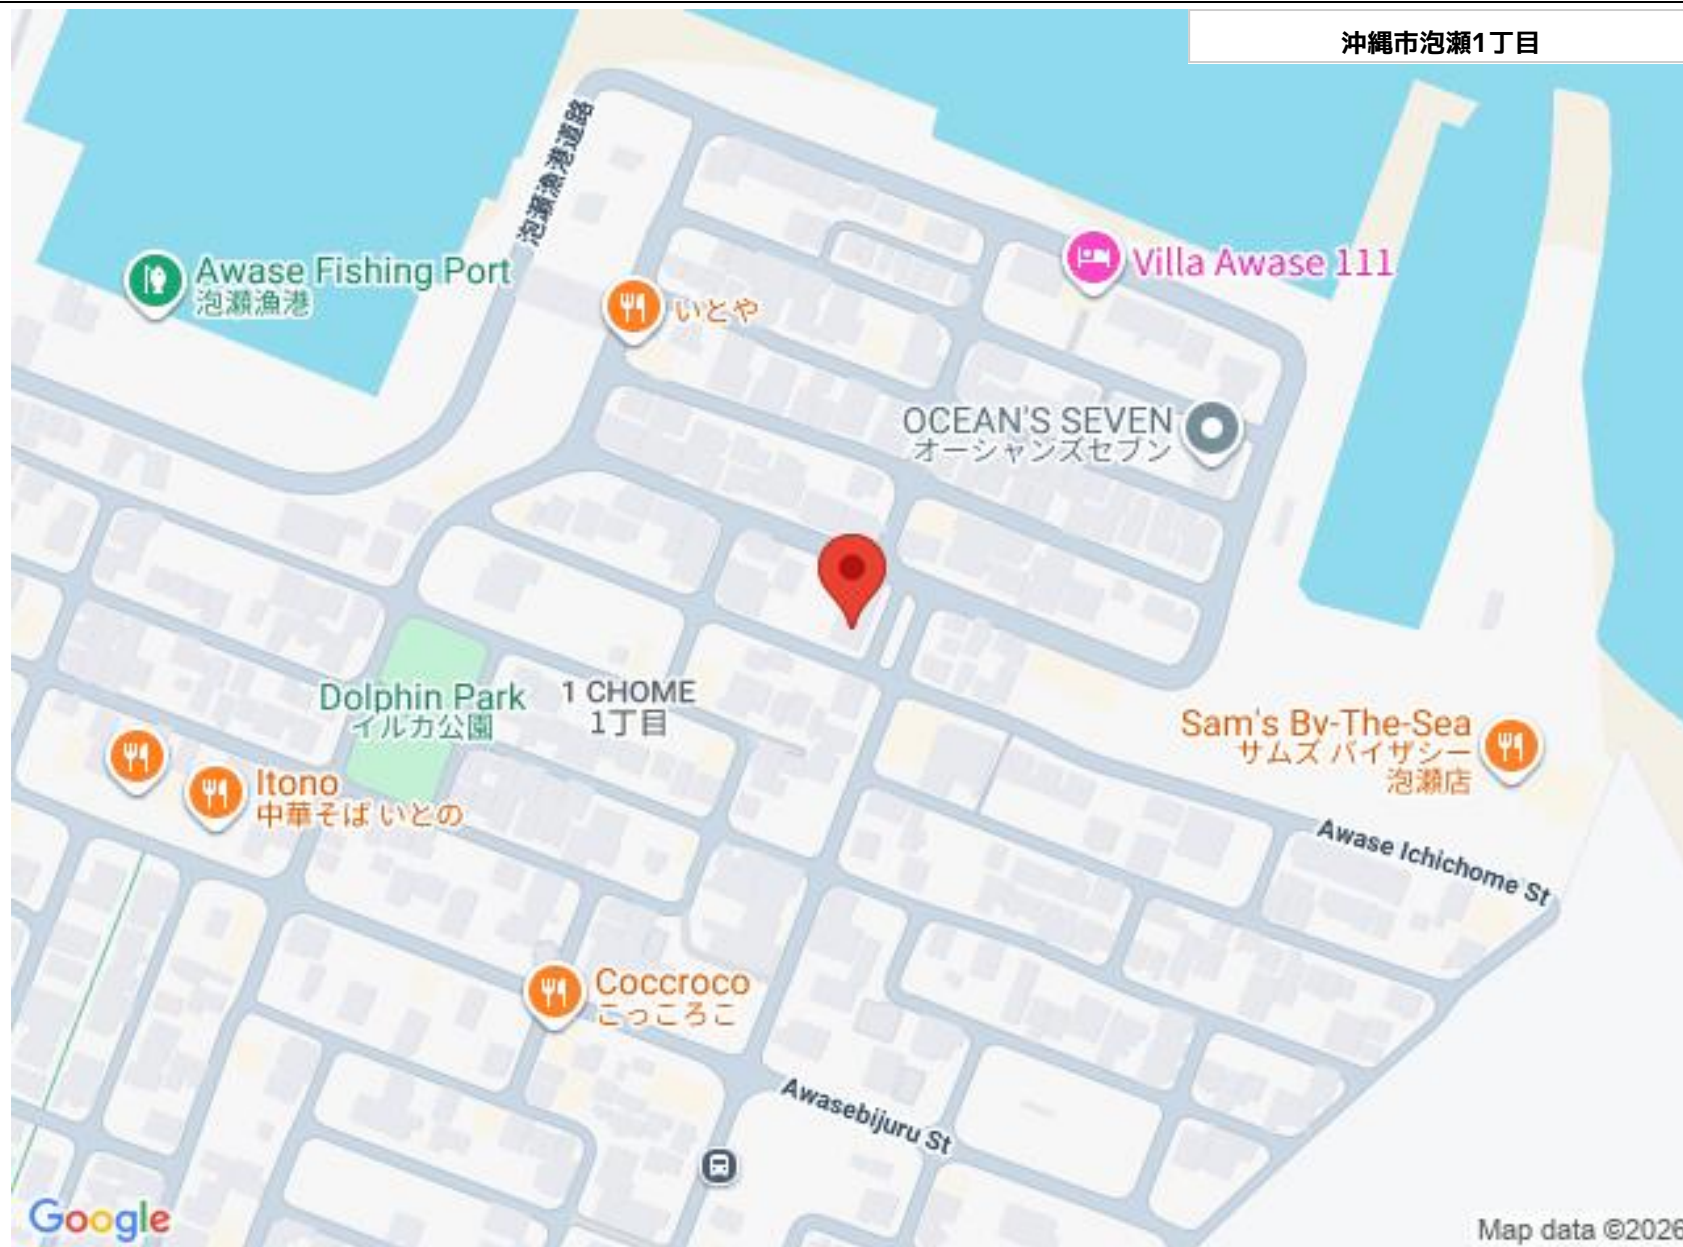 沖縄市泡瀬1丁目
泡瀬漁港道路
Awase Fishing Port
泡瀬漁港
Villa Awase 111
いとや
OCEAN'S SEVEN
オーシャンズセブン
Dolphin Park
イルカ公園
1 CHOME
1丁目
Sam's By-The-Sea
サムズ バイザシー
泡瀬店
Itono
中華そば いとの
Awase Ichichome St
Coccroco
こっころこ
Awasebijuru St
Google
Map data ©2026